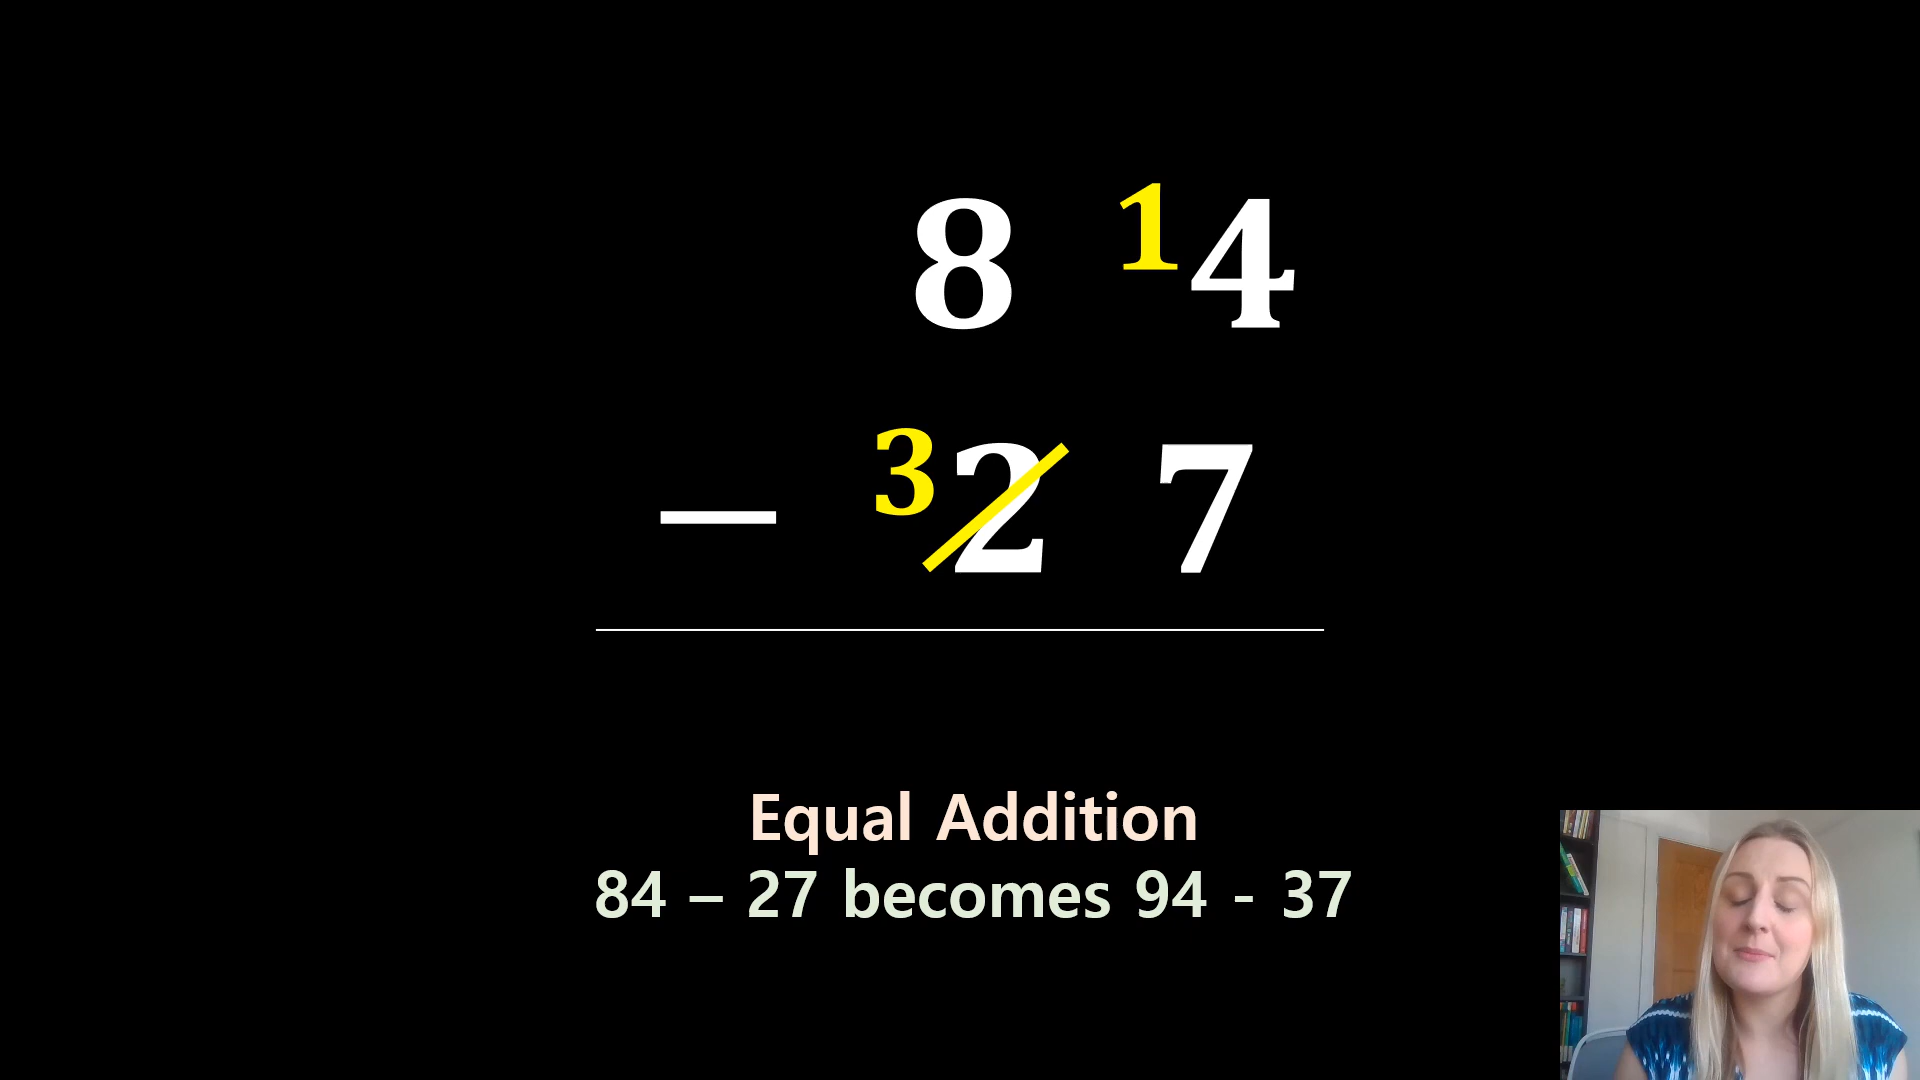 8 14
– 32 7
Equal Addition
84 – 27 becomes 94 - 37